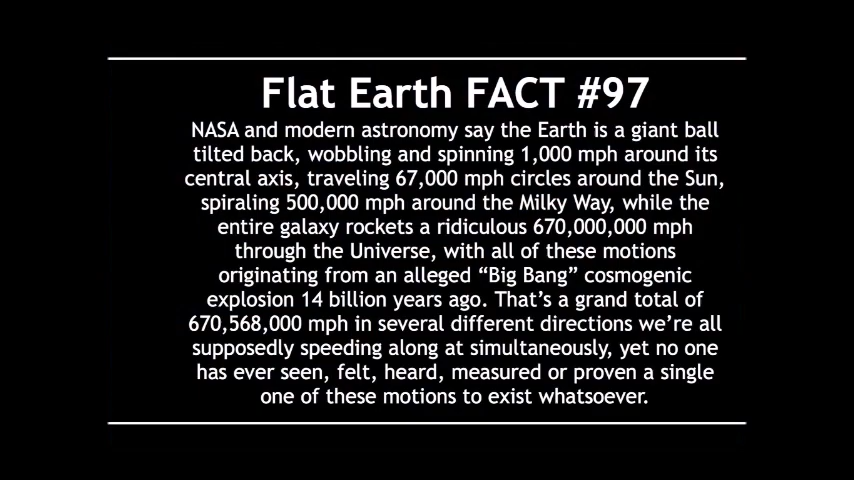 Flat Earth FACT #97
NASA and modern astronomy say the Earth is a giant ball
tilted back, wobbling and spinning 1,000 mph around its
central axis, traveling 67,000 mph circles around the Sun,
spiraling 500,000 mph around the Milky Way, while the
entire galaxy rockets a ridiculous 670,000,000 mph
through the Universe, with all of these motions
originating from an alleged “Big Bang” cosmogenic
explosion 14 billion years ago. That’s a grand total of
670,568,000 mph in several different directions we’re all
supposedly speeding along at simultaneously, yet no one
has ever seen, felt, heard, measured or proven a single
one of these motions to exist whatsoever.